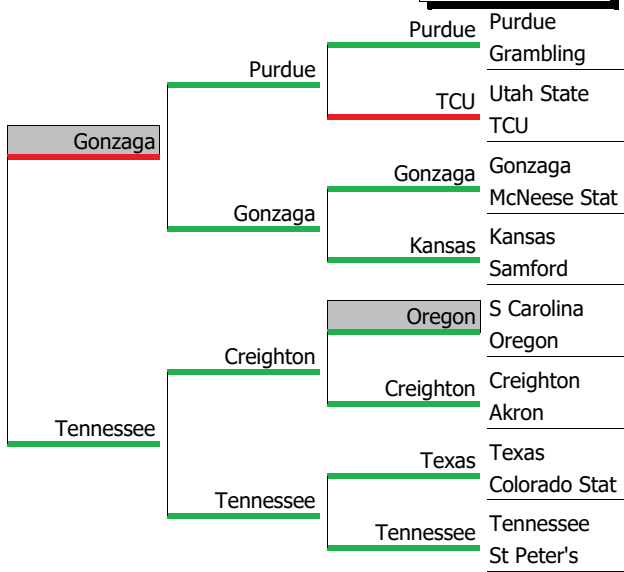 Purdue
Purdue
Grambling
Purdue
TCU
Utah State
TCU
Gonzaga
Gonzaga
Gonzaga
McNeese Stat
Gonzaga
Kansas
Kansas
Samford
Oregon
S Carolina
Oregon
Creighton
Creighton
Creighton
Akron
Tennessee
Texas
Texas
Colorado Stat
Tennessee
Tennessee
Tennessee
St Peter's